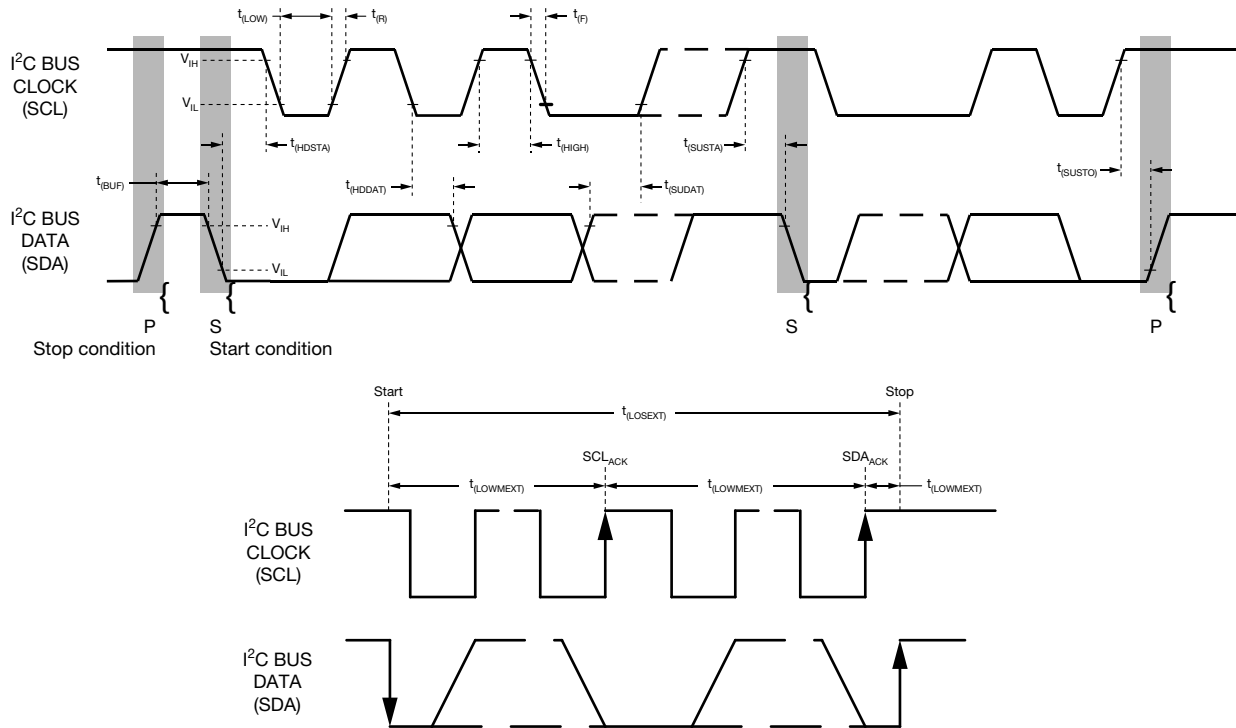 t(LOW) t(R) t(F)
I²C BUS
CLOCK
(SCL)
VIH
VIL
t(HDSTA) t(HIGH) t(SUSTA) t(SUSTO)
t(BUF) t(HDDAT) t(SUDAT)
I²C BUS
DATA
(SDA)
VIH
VIL
{ { { {
P S S P
Stop condition Start condition
Start Stop
t(LOSEXT)
SCLACK SDAACK
t(LOWMEXT) t(LOWMEXT) t(LOWMEXT)
I²C BUS
CLOCK
(SCL)
I²C BUS
DATA
(SDA)